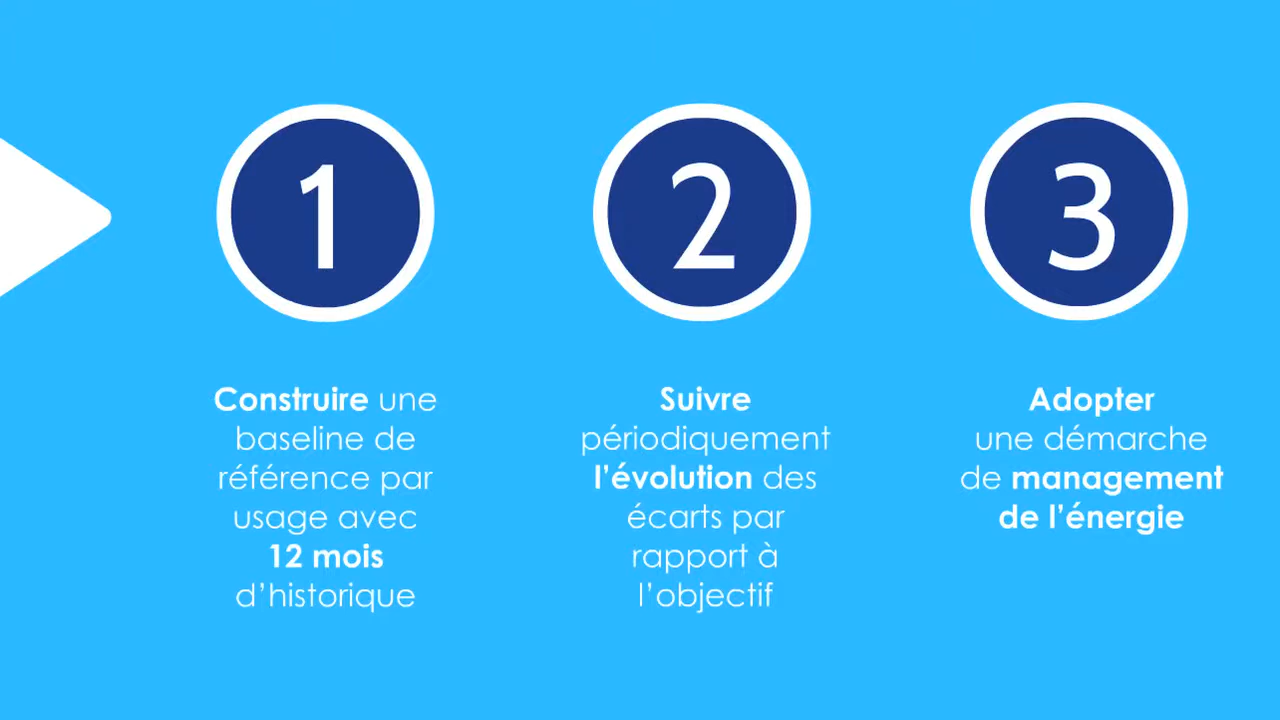 1
Construire une
baseline de
référence par
usage avec
12 mois
d’historique
2
Suivre
périodiquement
l’évolution des
écarts par
rapport à
l’objectif
3
Adopter
une démarche
de management
de l’énergie